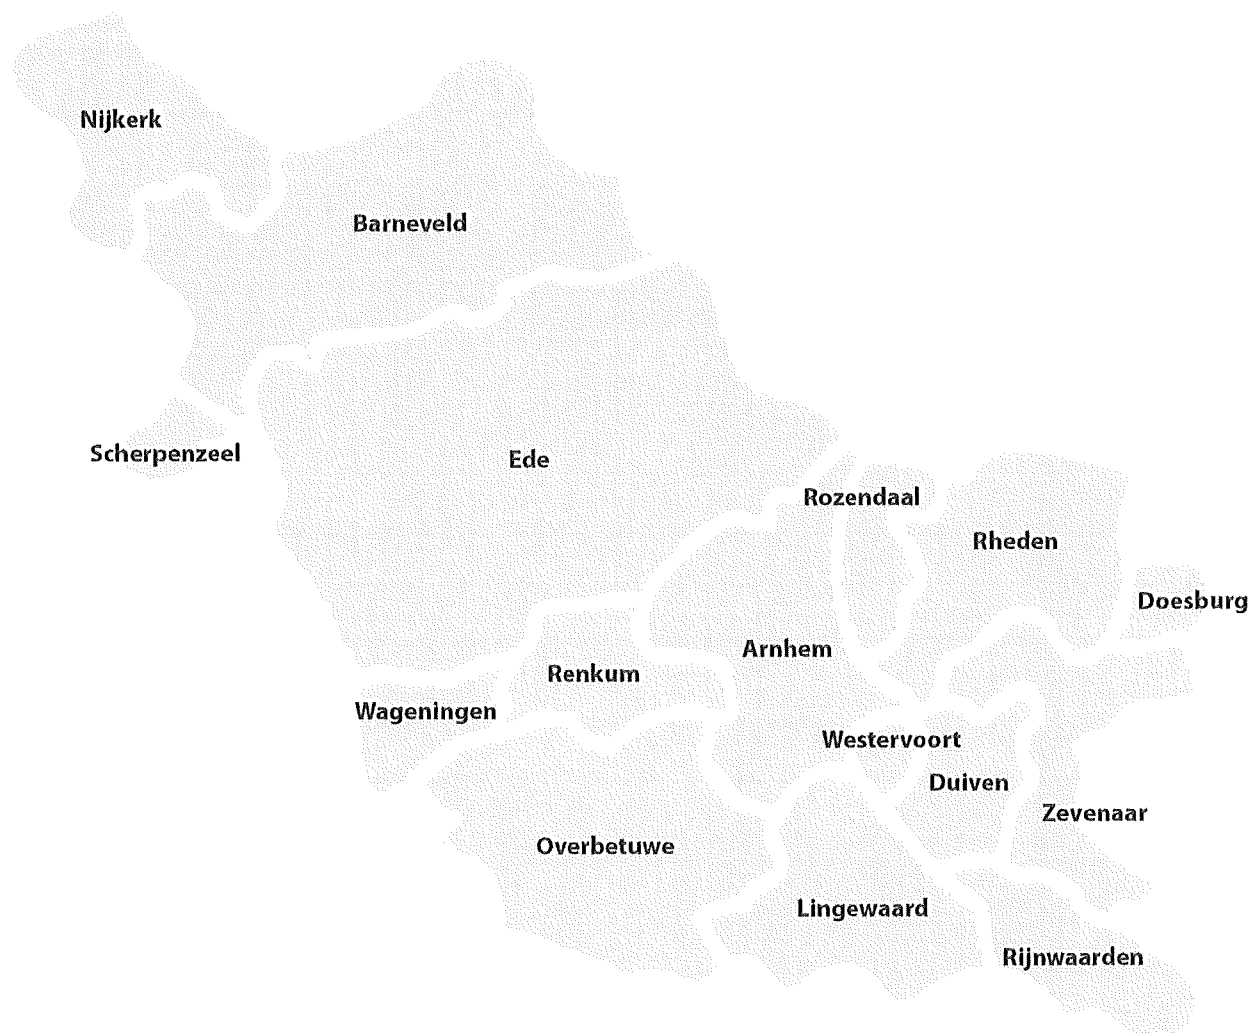 Nijkerk
Barneveld
Scherpenzeel
Ede
Rozendaal
Rheden
Doesburg
Arnhem
Renkum
Wageningen
Westervoort
Duiven
Zevenaar
Overbetuwe
Lingewaard
Rijnwaarden